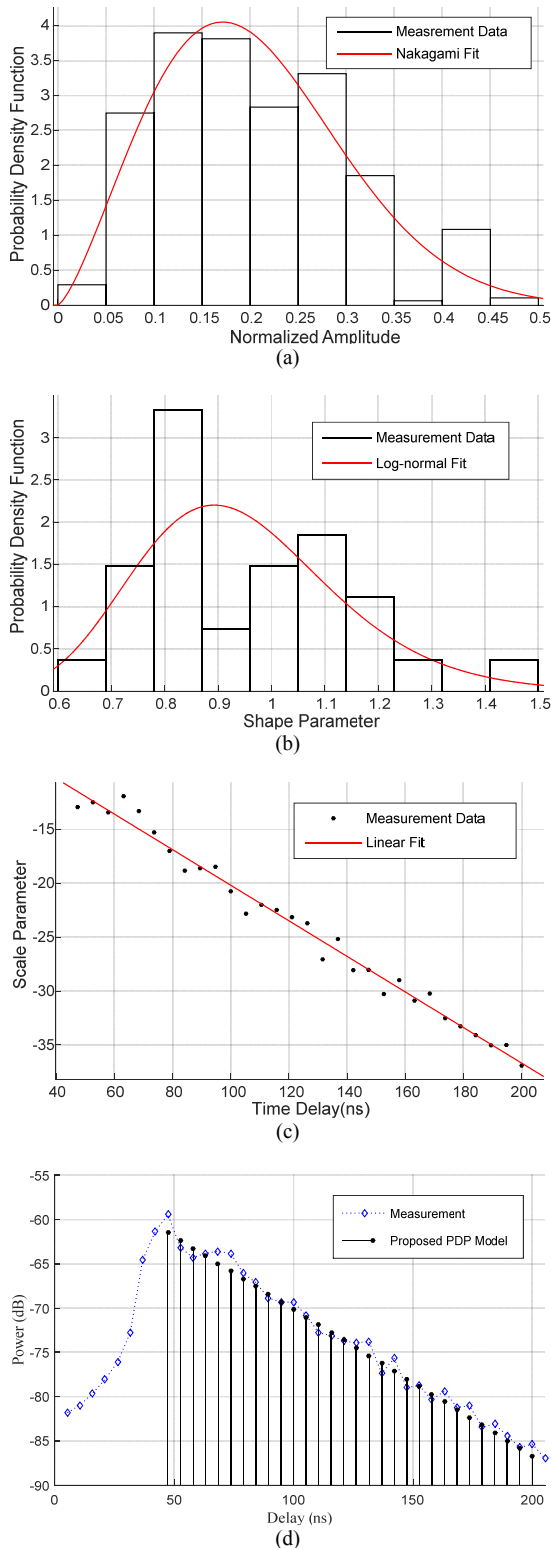 Probability Density Function
4
3.5
3
2.5
2
1.5
1
0.5
0
Measrement Data
Nakagami Fit
0 0.05 0.1 0.15 0.2 0.25 0.3 0.35 0.4 0.45 0.5
Normalized Amplitude
(a)
Probability Density Function
3
2.5
2
1.5
1
0.5
0
Measurement Data
Log-normal Fit
0.6 0.7 0.8 0.9 1 1.1 1.2 1.3 1.4 1.5
Shape Parameter
(b)
Scale Parameter
-15
-20
-25
-30
-35
Measurement Data
Linear Fit
40 60 80 100 120 140 160 180 200
Time Delay(ns)
(c)
Power (dB)
-55
-60
-65
-70
-75
-80
-85
-90
Measurement
Proposed PDP Model
0 50 100 150 200
Delay (ns)
(d)